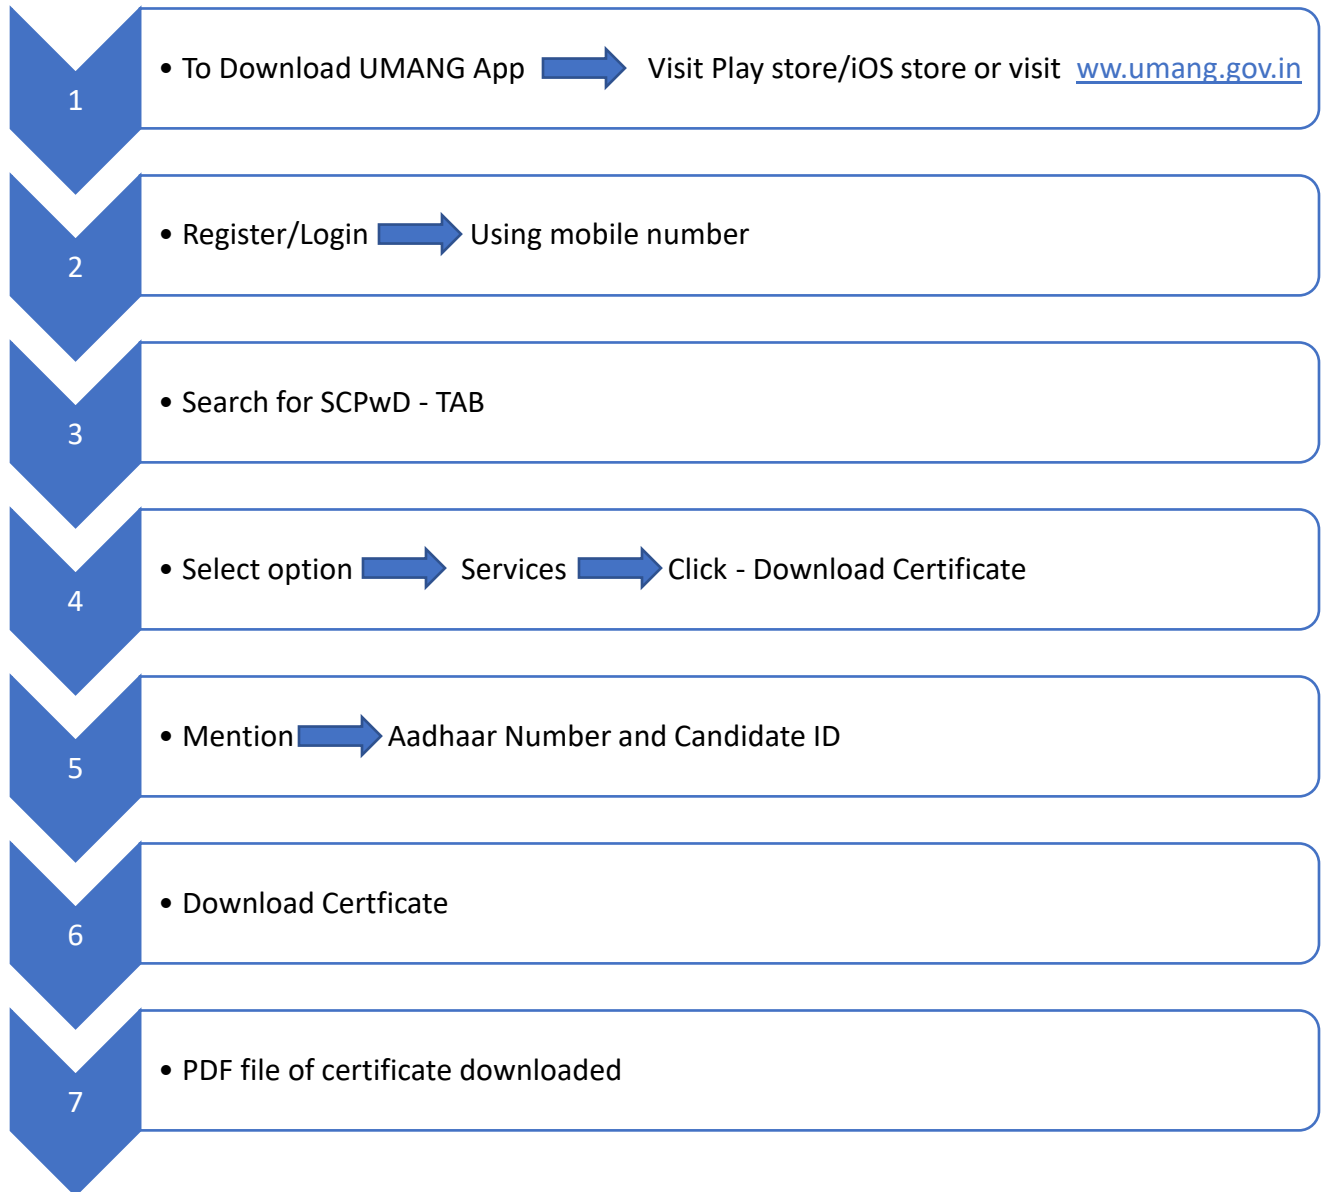 1
• To Download UMANG App Visit Play store/iOS store or visit ww.umang.gov.in
2
• Register/Login Using mobile number
3
• Search for SCPwD - TAB
4
• Select option Services Click - Download Certificate
5
• Mention Aadhaar Number and Candidate ID
6
• Download Certficate
7
• PDF file of certificate downloaded